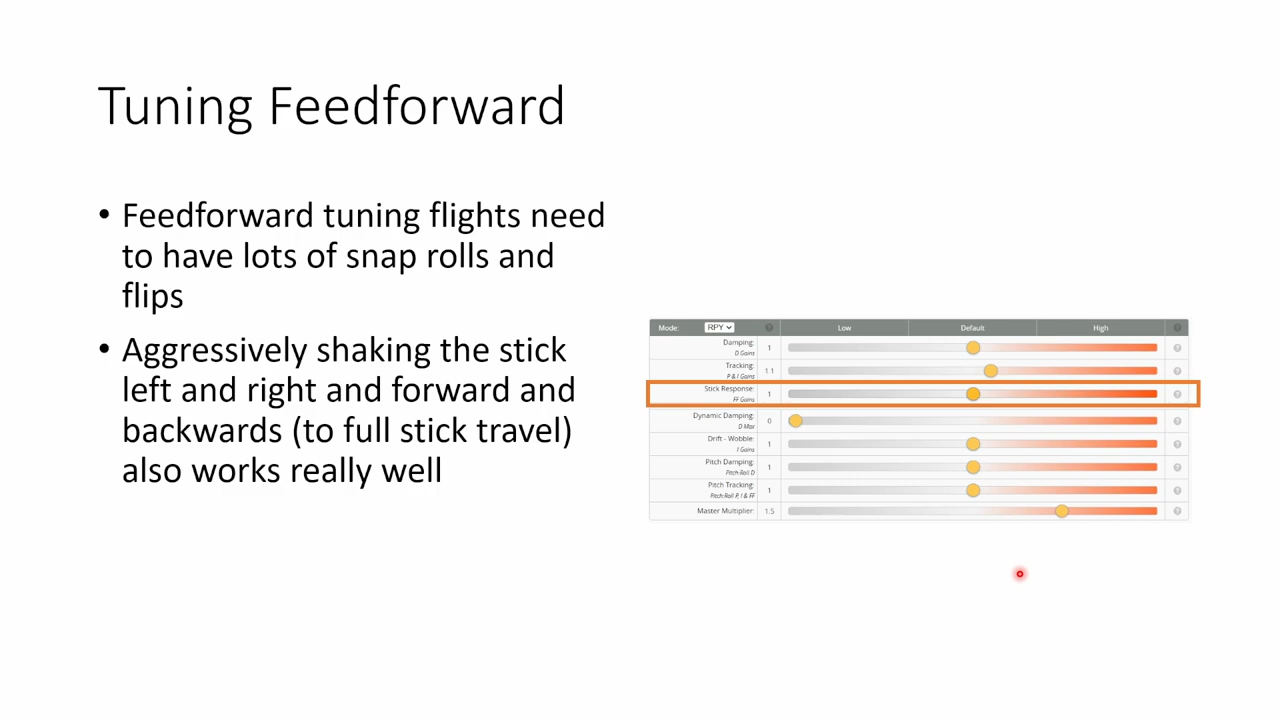 Tuning Feedforward
• Feedforward tuning flights need
to have lots of snap rolls and
flips
• Aggressively shaking the stick
left and right and forward and
backwards (to full stick travel)
also works really well
Mode: RPY Low Default High
Damping:
D Gains 1
Tracking:
P & I Gains 1.1
Stick Response:
FF Gains 1
Dynamic Damping:
D Max 0
Drift - Wobble:
I Gains 1
Pitch Damping:
Pitch:Roll D 1
Pitch Tracking:
Pitch:Roll P, I & FF 1
Master Multiplier: 1.5